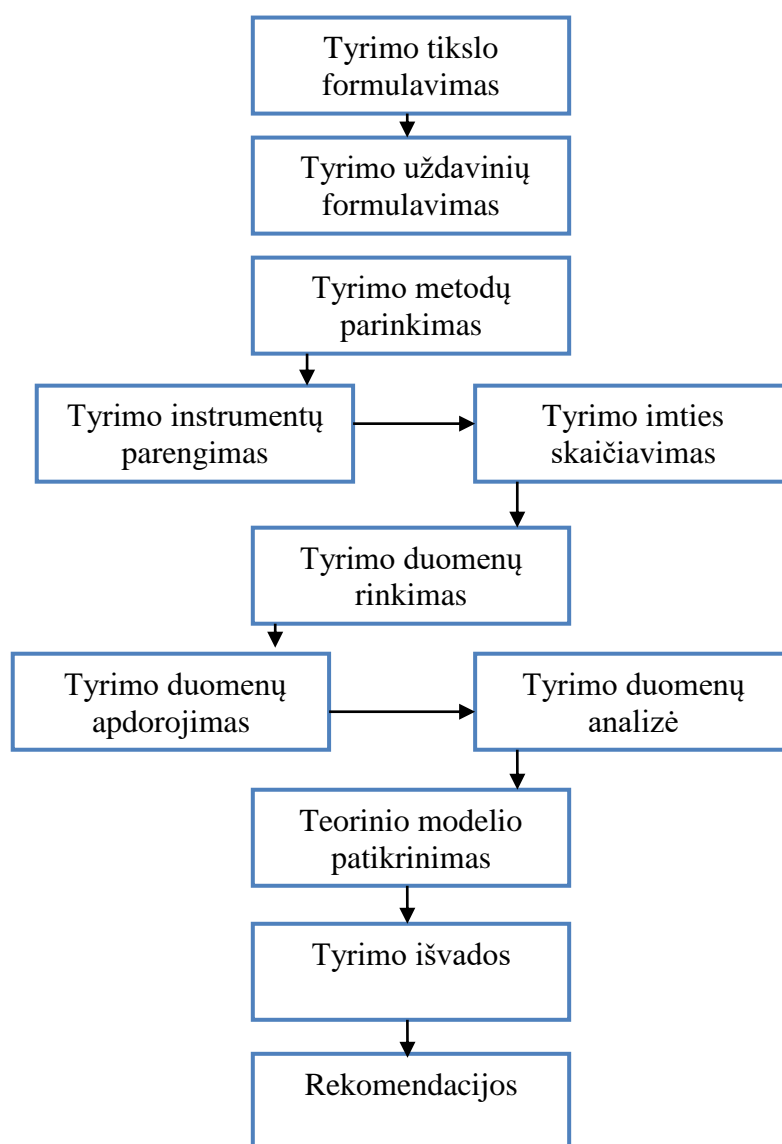 Tyrimo tikslo
formulavimas
Tyrimo uždavinių
formulavimas
Tyrimo metodų
parinkimas
Tyrimo instrumentų
parengimas
Tyrimo imties
skaičiavimas
Tyrimo duomenų
rinkimas
Tyrimo duomenų
apdorojimas
Tyrimo duomenų
analizė
Teorinio modelio
patikrinimas
Tyrimo išvados
Rekomendacijos